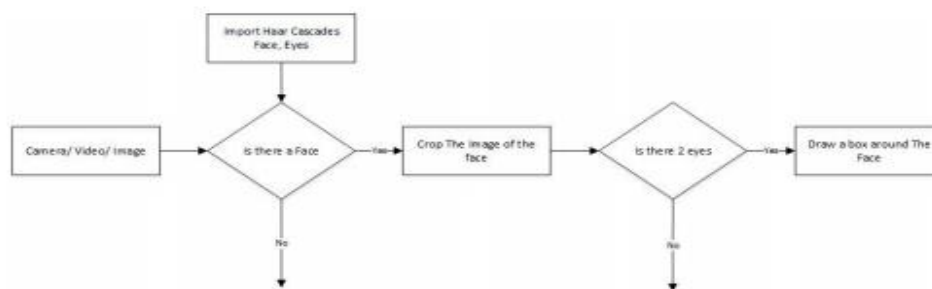 Import Haar Cascades
Face, Eyes
Camera/ Video/ Image
is there a Face
Yes
Crop The image of the
face
is there 2 eyes
Yes
Draw a box around The
Face
No
No